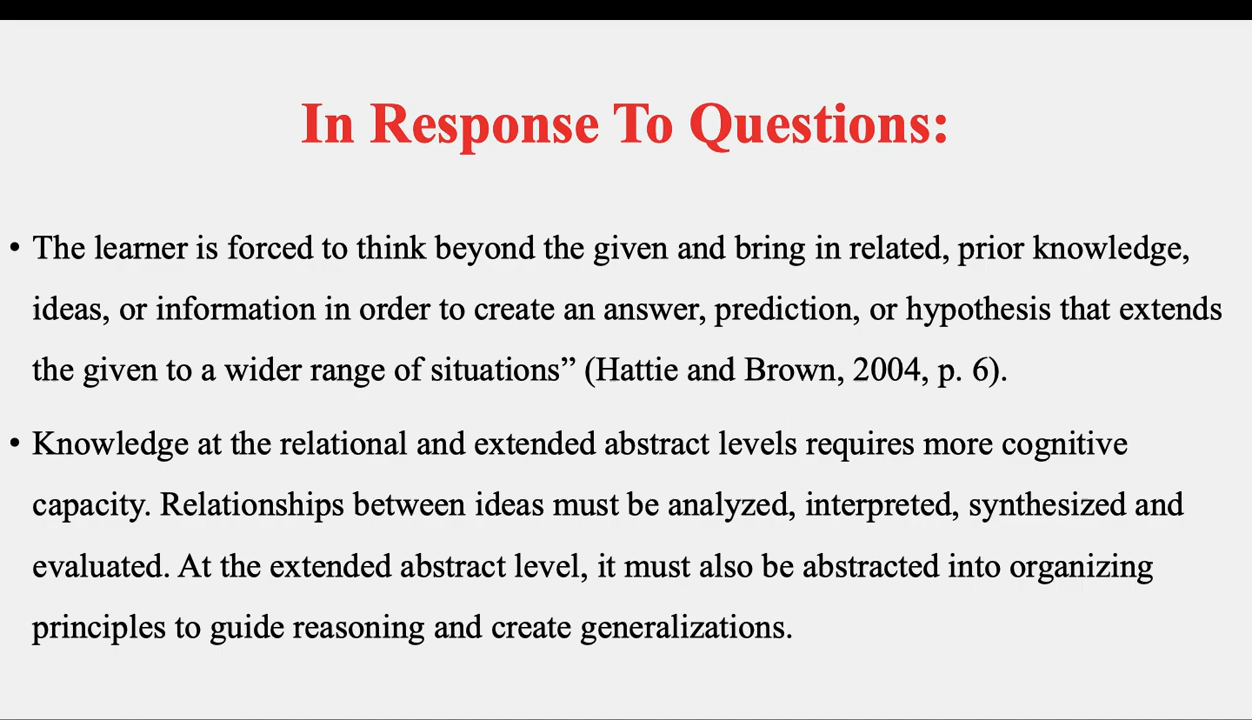 In Response To Questions:
• The learner is forced to think beyond the given and bring in related, prior knowledge,
ideas, or information in order to create an answer, prediction, or hypothesis that extends
the given to a wider range of situations” (Hattie and Brown, 2004, p. 6).
• Knowledge at the relational and extended abstract levels requires more cognitive
capacity. Relationships between ideas must be analyzed, interpreted, synthesized and
evaluated. At the extended abstract level, it must also be abstracted into organizing
principles to guide reasoning and create generalizations.